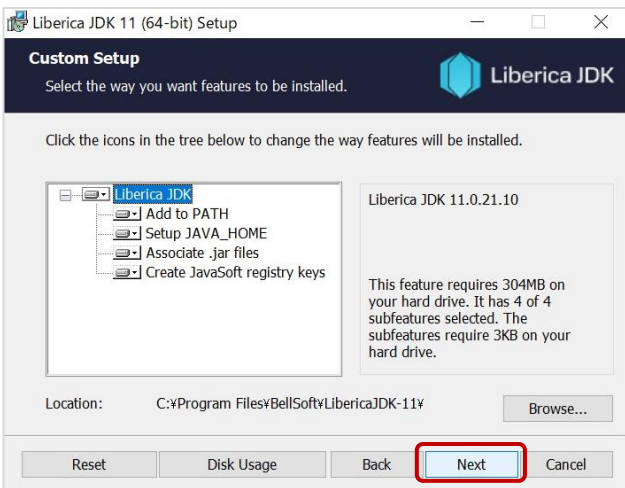 Liberica JDK 11 (64-bit) Setup
Custom Setup
Select the way you want features to be installed.
Liberica JDK
Click the icons in the tree below to change the way features will be installed.
Liberica JDK
Add to PATH
Setup JAVA_HOME
Associate .jar files
Create JavaSoft registry keys
Liberica JDK 11.0.21.10
This feature requires 304MB on
your hard drive. It has 4 of 4
subfeatures selected. The
subfeatures require 3KB on your
hard drive.
Location: C:¥Program Files¥BellSoft¥LibericaJDK-11¥
Browse...
Reset Disk Usage Back Next Cancel